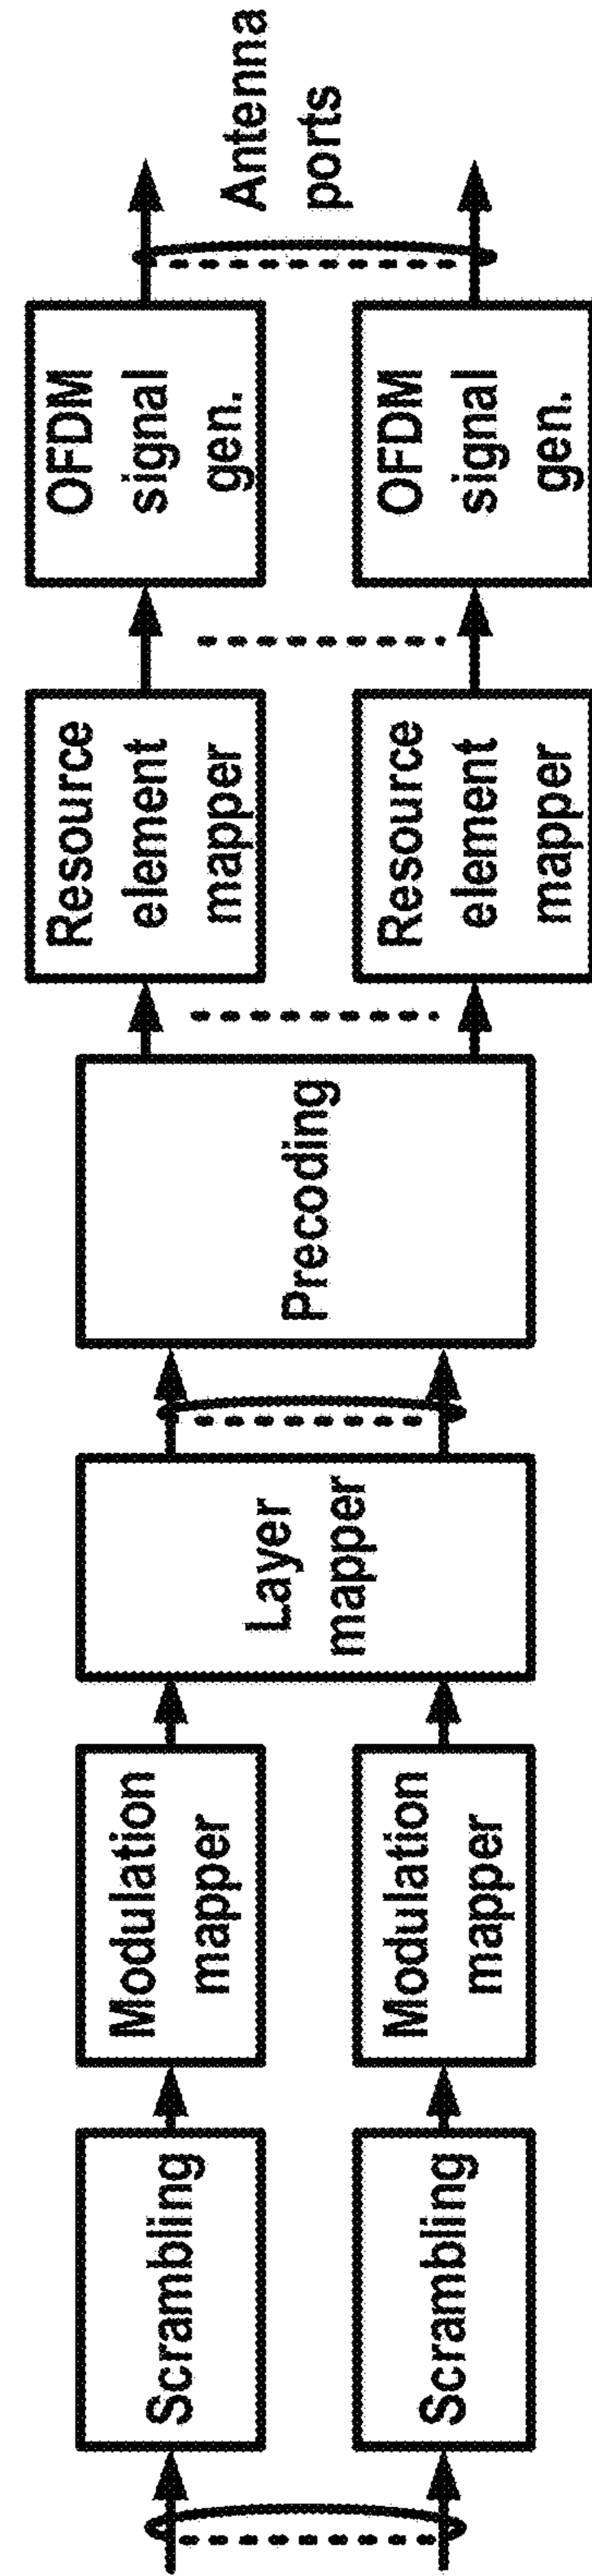 Scrambling
Scrambling
Modulation
mapper
Modulation
mapper
Layer
mapper
Precoding
Resource
element
mapper
Resource
element
mapper
OFDM
signal
gen.
OFDM
signal
gen.
Antenna
ports